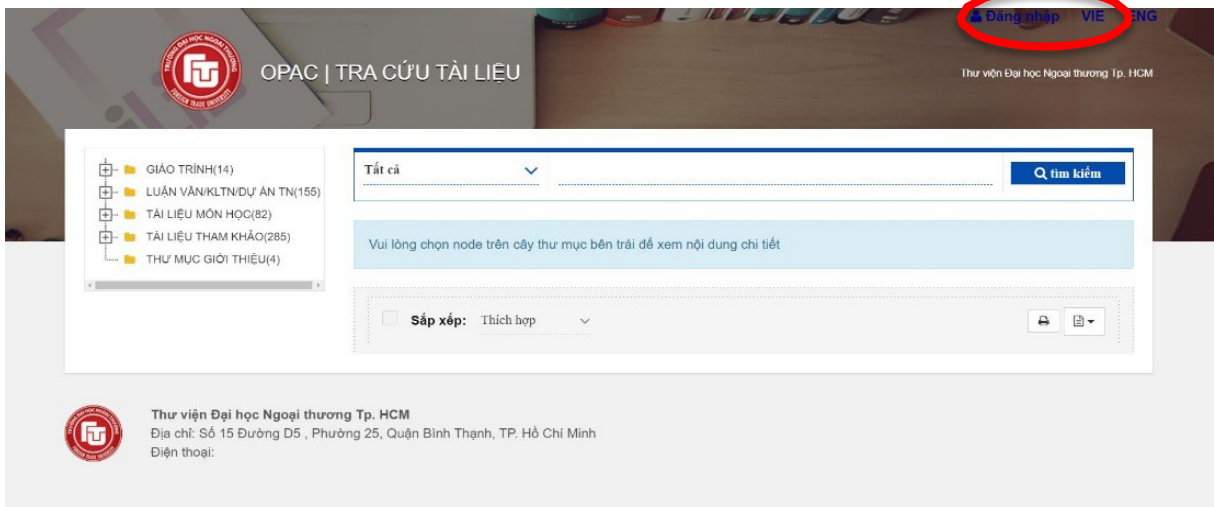 Đăng nhập VIE ENG
OPAC | TRA CỨU TÀI LIỆU
Thư viện Đại học Ngoại thương Tp. HCM
GIÁO TRÌNH(14)
LUẬN VĂN/KLTN/DỰ ÁN TN(155)
TÀI LIỆU MÔN HỌC(82)
TÀI LIỆU THAM KHẢO(285)
THƯ MỤC GIỚI THIỆU(4)
Tất cả
tìm kiếm
Vui lòng chọn node trên cây thư mục bên trái để xem nội dung chi tiết
Sắp xếp: Thích hợp
Thư viện Đại học Ngoại thương Tp. HCM
Địa chỉ: Số 15 Đường D5 , Phường 25, Quận Bình Thạnh, TP. Hồ Chí Minh
Điện thoại: